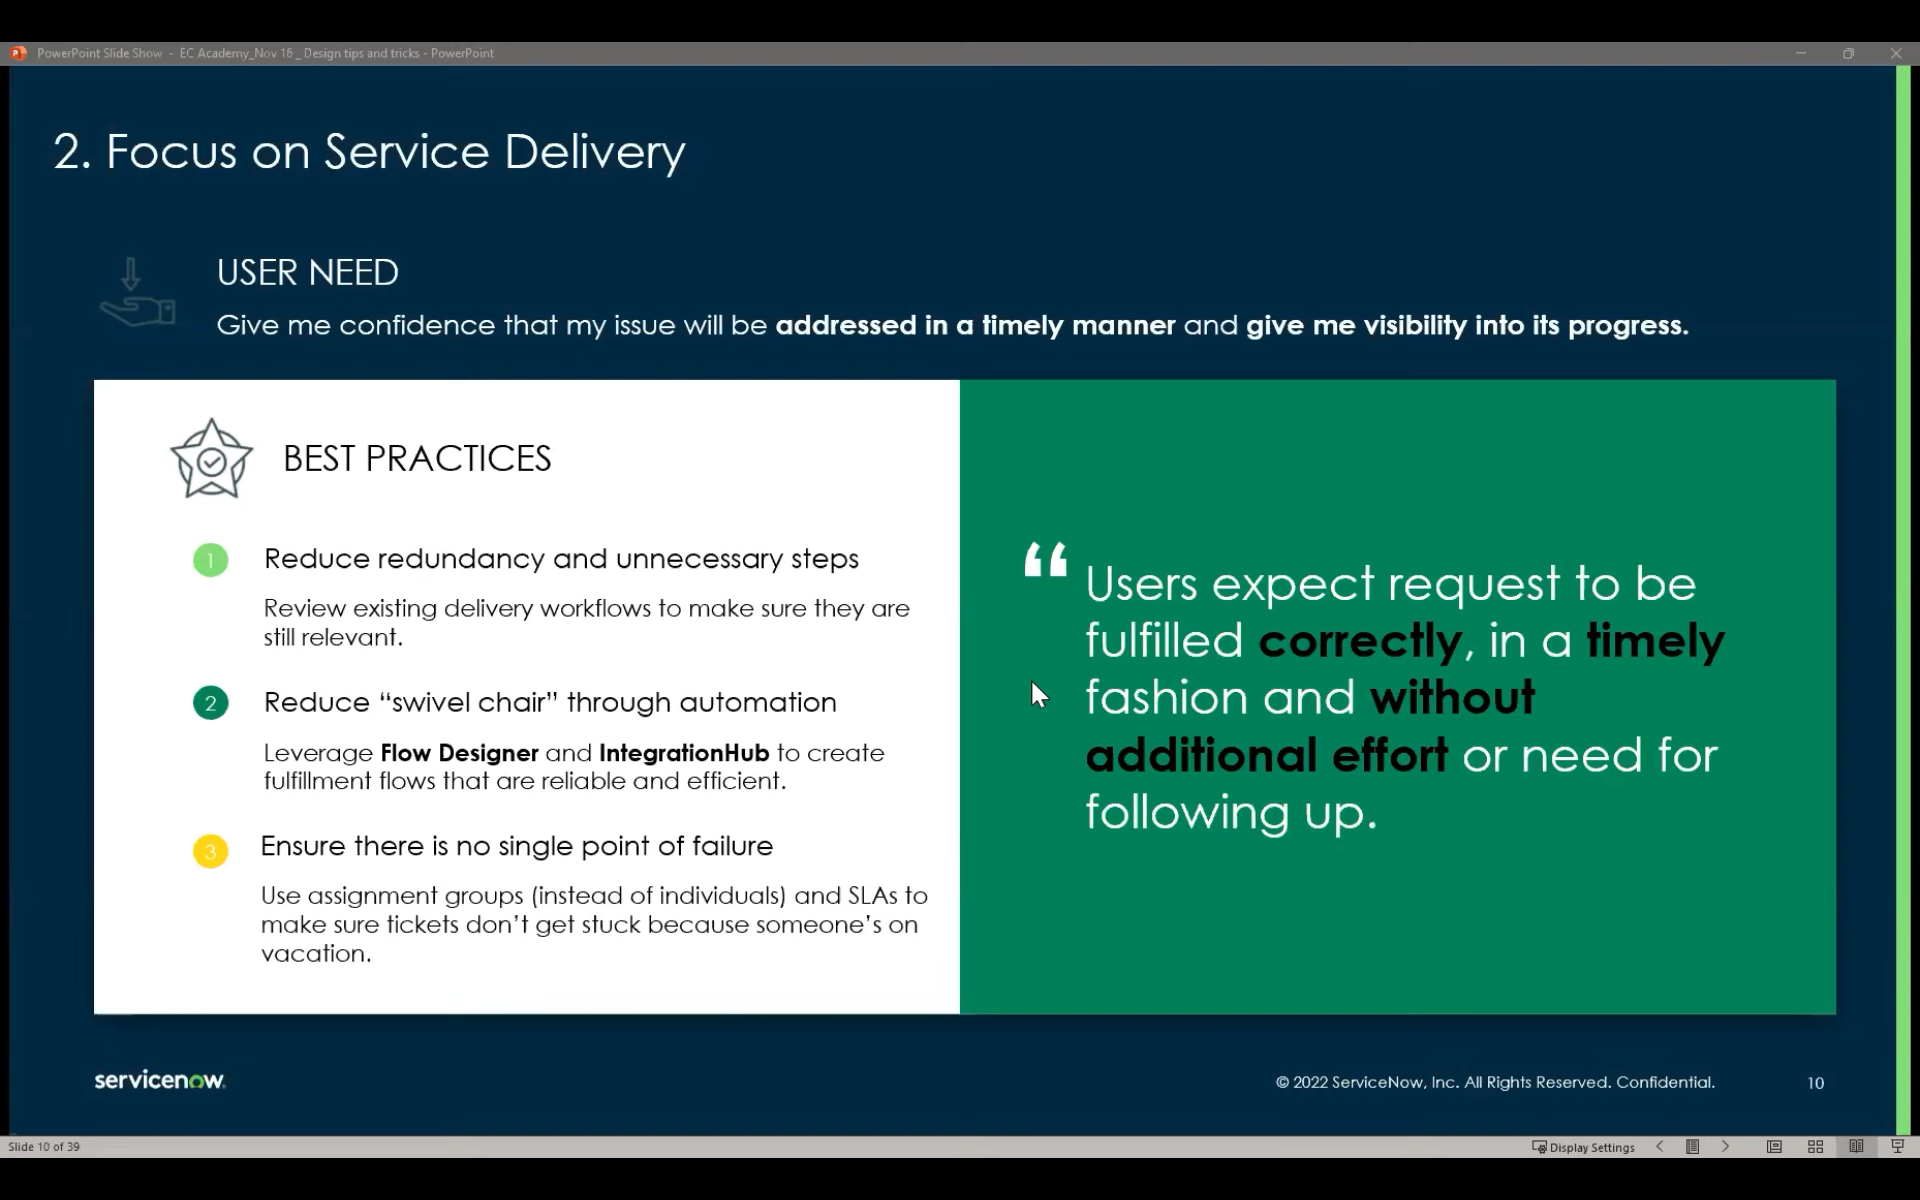 PowerPoint Slide Show - EC Academy_Nov 16 _ Design tips and tricks - PowerPoint
2. Focus on Service Delivery
USER NEED
Give me confidence that my issue will be addressed in a timely manner and give me visibility into its progress.
BEST PRACTICES
1
Reduce redundancy and unnecessary steps
Review existing delivery workflows to make sure they are
still relevant.
2
Reduce “swivel chair” through automation
Leverage Flow Designer and IntegrationHub to create
fulfillment flows that are reliable and efficient.
3
Ensure there is no single point of failure
Use assignment groups (instead of individuals) and SLAs to
make sure tickets don’t get stuck because someone’s on
vacation.
“
Users expect request to be
fulfilled correctly, in a timely
fashion and without
additional effort or need for
following up.
servicenow.
© 2022 ServiceNow, Inc. All Rights Reserved. Confidential.
10
Slide 10 of 39
Display Settings